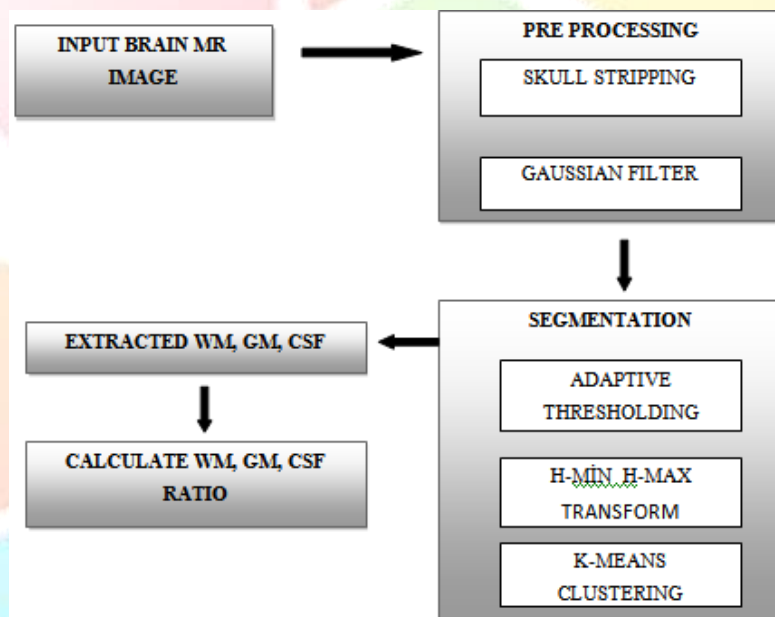 INPUT BRAIN MR
IMAGE
PRE PROCESSING
SKULL STRIPPING
GAUSSIAN FILTER
SEGMENTATION
ADAPTIVE
THRESHOLDING
H-MİN H-MAX
TRANSFORM
K-MEANS
CLUSTERING
EXTRACTED WM, GM, CSF
CALCULATE WM, GM, CSF
RATIO